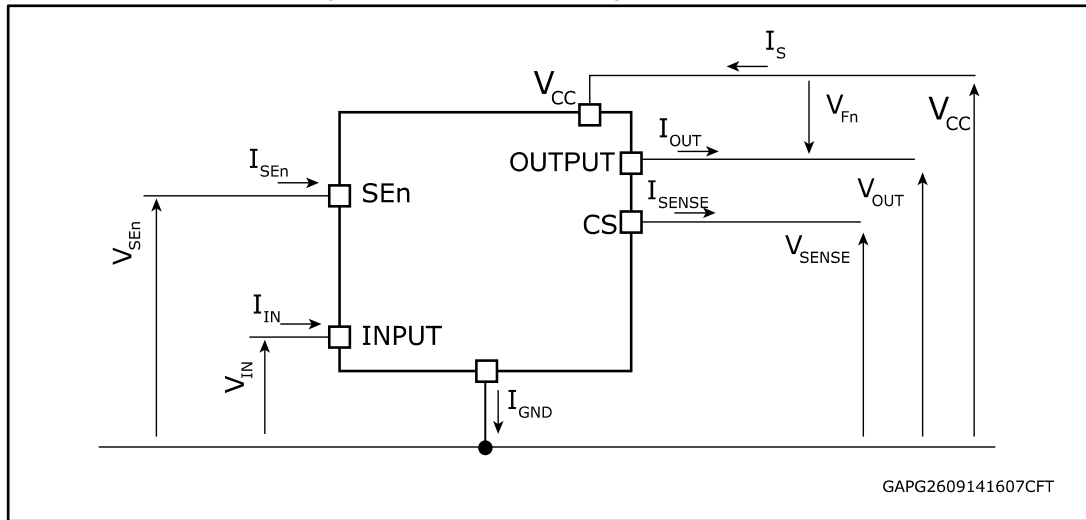 I_S
V_CC
V_Fn
V_CC
I_OUT
OUTPUT
I_SEn
SEn
I_SENSE
V_OUT
CS
V_SEn
V_SENSE
I_IN
INPUT
V_IN
I_GND
GAPG2609141607CFT